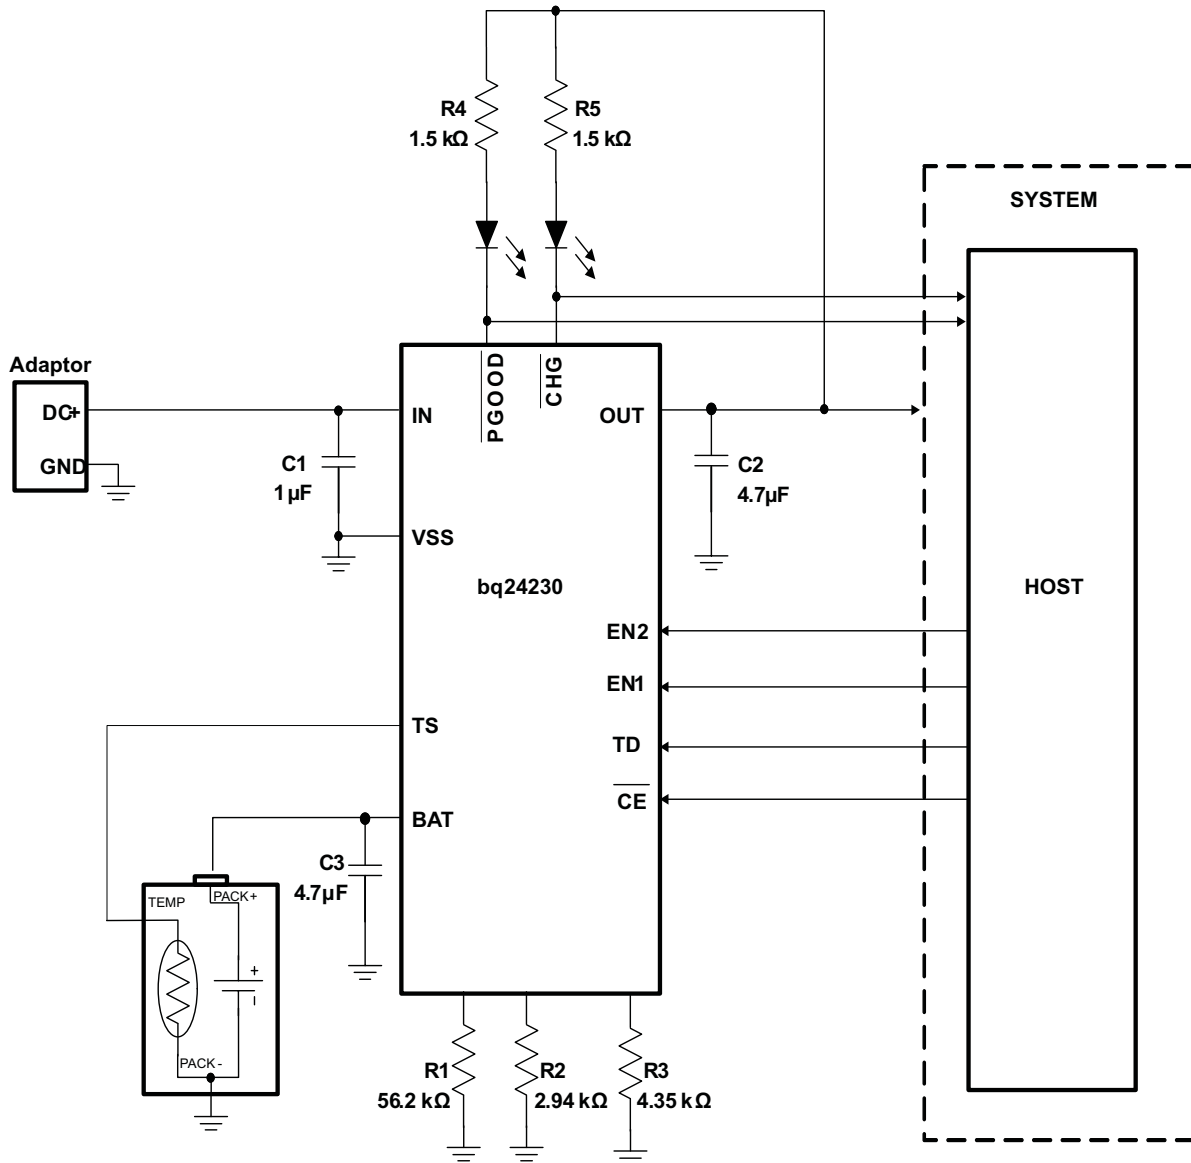 R4
1.5 kΩ
R5
1.5 kΩ
SYSTEM
Adaptor
DC+
GND
C1
1µF
IN
PGOOD
CHG
OUT
C2
4.7µF
VSS
bq24230
HOST
EN2
EN1
TS
TD
CE
BAT
C3
4.7µF
TEMP
PACK+
+
-
PACK-
R1
56.2 kΩ
R2
2.94 kΩ
R3
4.35 kΩ